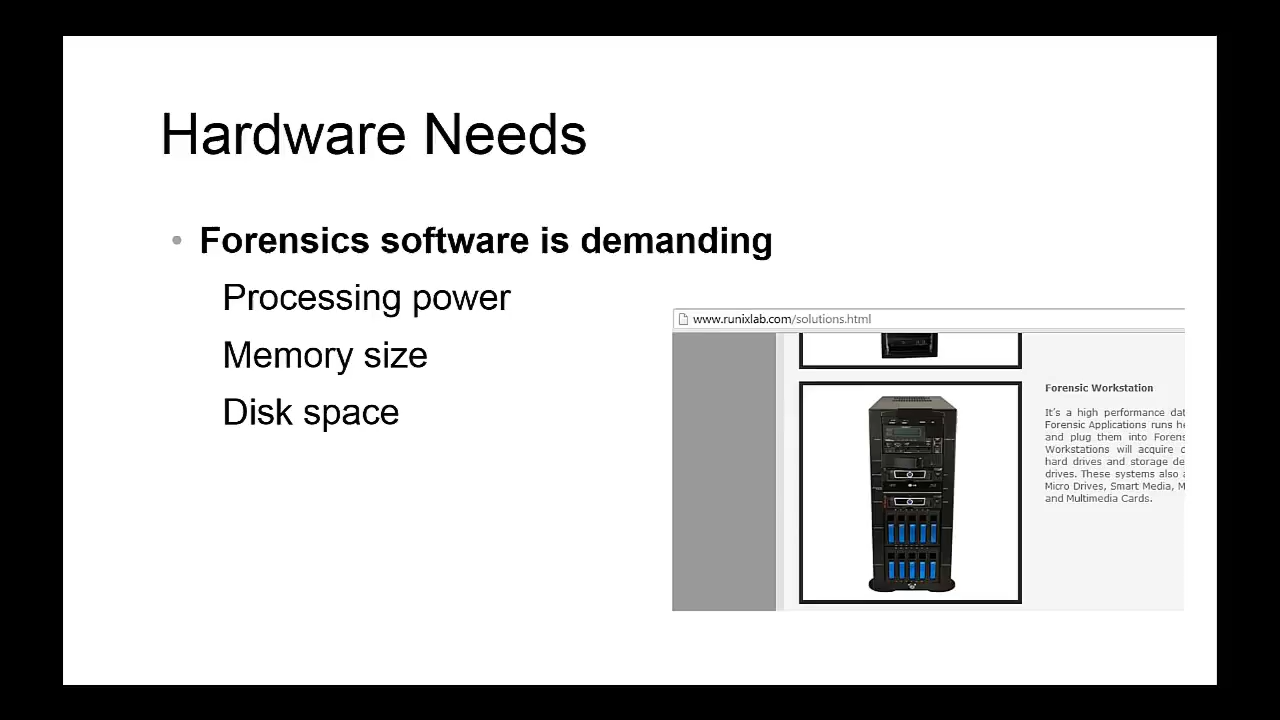 Hardware Needs
• Forensics software is demanding
Processing power
Memory size
Disk space
www.runixlab.com/solutions.html
Forensic Workstation
It's a high performance dat
Forensic Applications runs he
and plug them into Forens
Workstations will acquire
hard drives and storage de
drives. These systems also
Micro Drives, Smart Media, M
and Multimedia Cards.